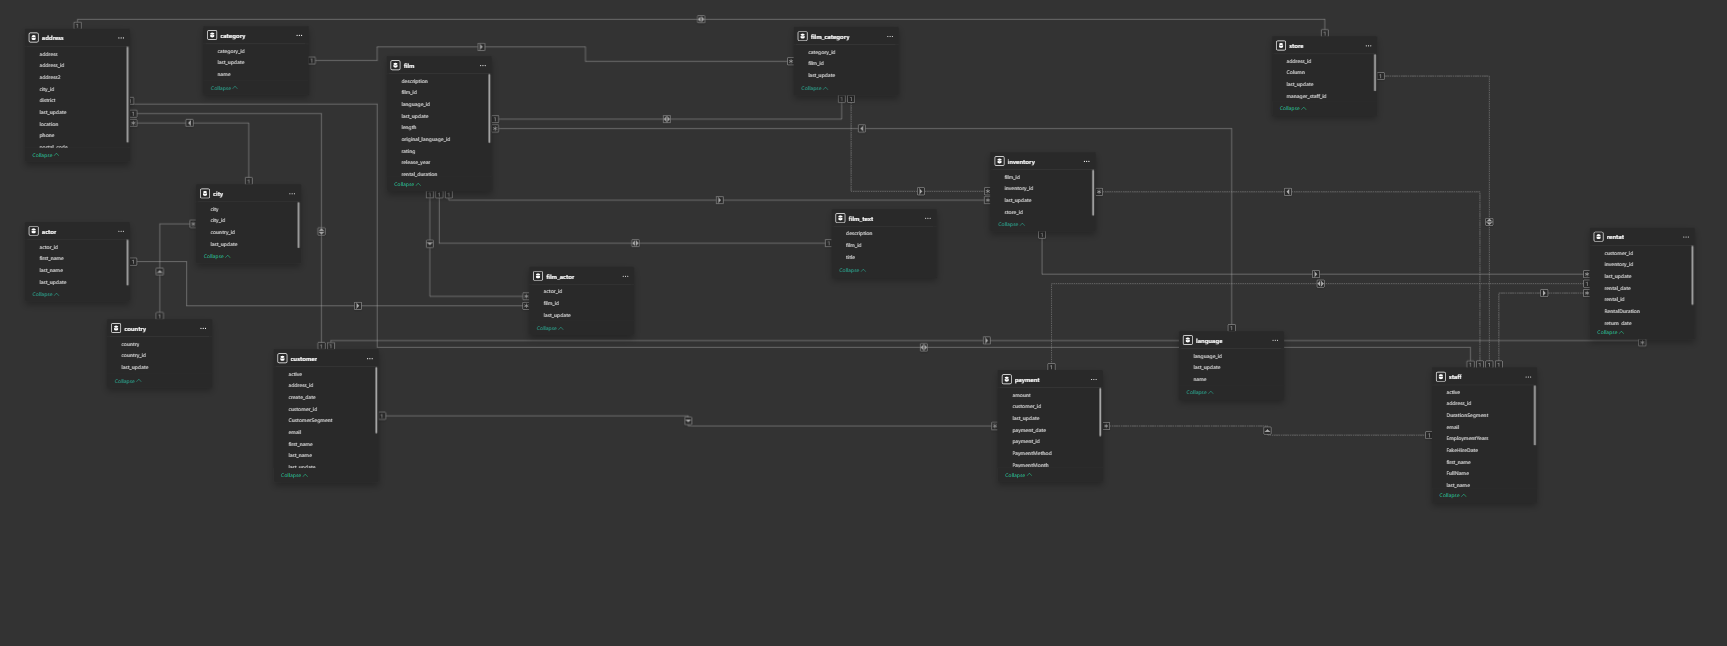 address
address
address_id
address2
city_id
district
last_update
location
phone
postal_code
Collapse
category
category_id
last_update
name
Collapse
film
description
film_id
language_id
last_update
length
original_language_id
rating
release_year
rental_duration
Collapse
film_category
category_id
film_id
last_update
Collapse
store
address_id
Column
last_update
manager_staff_id
Collapse
city
city
city_id
country_id
last_update
Collapse
actor
actor_id
first_name
last_name
last_update
Collapse
inventory
film_id
inventory_id
last_update
store_id
Collapse
film_text
description
film_id
title
Collapse
rental
customer_id
inventory_id
last_update
rental_date
rental_id
RentalDuration
return_date
Collapse
film_actor
actor_id
film_id
last_update
Collapse
country
country
country_id
last_update
Collapse
customer
active
address_id
create_date
customer_id
CustomerSegment
email
first_name
last_name
last_update
Collapse
language
language_id
last_update
name
Collapse
payment
amount
customer_id
last_update
payment_date
payment_id
PaymentMethod
PaymentMonth
Collapse
staff
active
address_id
DurationSegment
email
EmploymentYears
FakeHireDate
first_name
FullName
last_name
Collapse